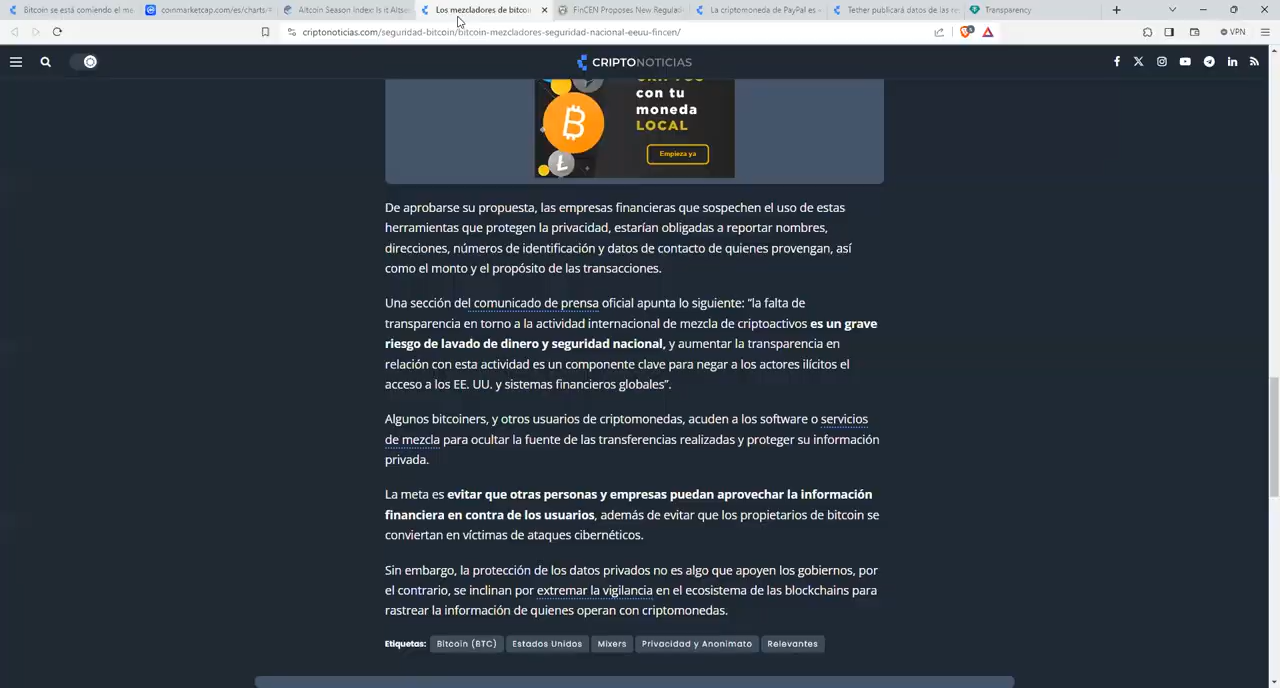 Bitcoin se está comiendo el me
coinmarketcap.com/es/charts/
Altcoin Season Index: Is it Altse
Los mezcladores de bitcoi
FinCEN Proposes New Regulat
La criptomoneda de PayPal es
Tether publicará datos de las re
Transparency
criptonoticias.com/seguridad-bitcoin/bitcoin-mezcladores-seguridad-nacional-eeuu-fincen/
VPN
CRIPTONOTICIAS
con tu
moneda
LOCAL
Empieza ya
De aprobarse su propuesta, las empresas financieras que sospechen el uso de estas
herramientas que protegen la privacidad, estarían obligadas a reportar nombres,
direcciones, números de identificación y datos de contacto de quienes provengan, así
como el monto y el propósito de las transacciones.
Una sección del comunicado de prensa oficial apunta lo siguiente: “la falta de
transparencia en torno a la actividad internacional de mezcla de criptoactivos es un grave
riesgo de lavado de dinero y seguridad nacional, y aumentar la transparencia en
relación con esta actividad es un componente clave para negar a los actores ilícitos el
acceso a los EE. UU. y sistemas financieros globales”.
Algunos bitcoiners, y otros usuarios de criptomonedas, acuden a los software o servicios
de mezcla para ocultar la fuente de las transferencias realizadas y proteger su información
privada.
La meta es evitar que otras personas y empresas puedan aprovechar la información
financiera en contra de los usuarios, además de evitar que los propietarios de bitcoin se
conviertan en víctimas de ataques cibernéticos.
Sin embargo, la protección de los datos privados no es algo que apoyen los gobiernos, por
el contrario, se inclinan por extremar la vigilancia en el ecosistema de las blockchains para
rastrear la información de quienes operan con criptomonedas.
Etiquetas: Bitcoin (BTC) Estados Unidos Mixers Privacidad y Anonimato Relevantes